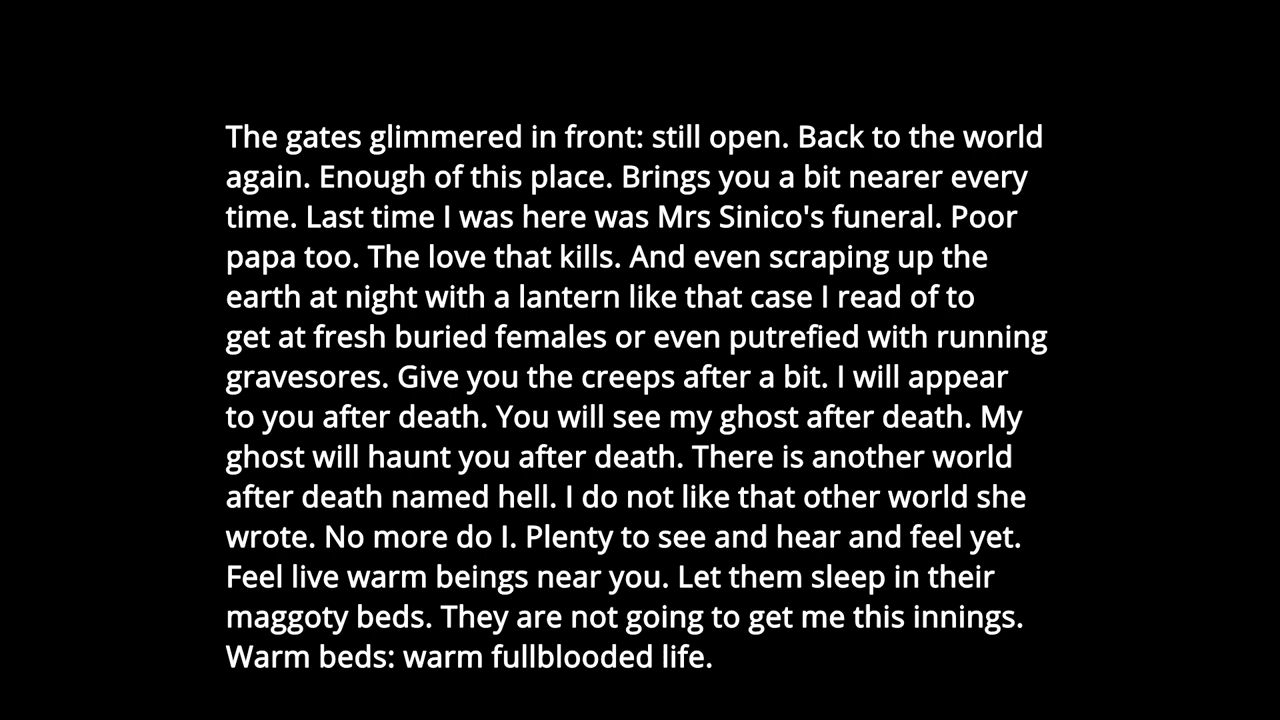 The gates glimmered in front: still open. Back to the world
again. Enough of this place. Brings you a bit nearer every
time. Last time I was here was Mrs Sinico's funeral. Poor
papa too. The love that kills. And even scraping up the
earth at night with a lantern like that case I read of to
get at fresh buried females or even putrefied with running
gravesores. Give you the creeps after a bit. I will appear
to you after death. You will see my ghost after death. My
ghost will haunt you after death. There is another world
after death named hell. I do not like that other world she
wrote. No more do I. Plenty to see and hear and feel yet.
Feel live warm beings near you. Let them sleep in their
maggoty beds. They are not going to get me this innings.
Warm beds: warm fullblooded life.